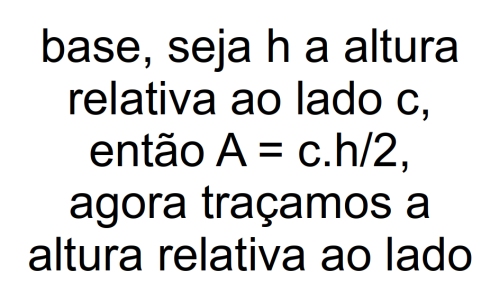 base, seja h a altura
relativa ao lado c,
então A = c.h/2,
agora traçamos a
altura relativa ao lado